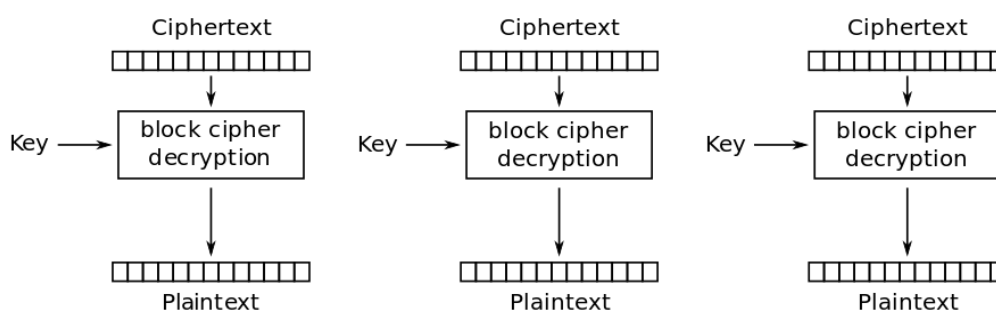 Ciphertext Ciphertext Ciphertext
Key block cipher decryption Key block cipher decryption Key block cipher decryption
Plaintext Plaintext Plaintext